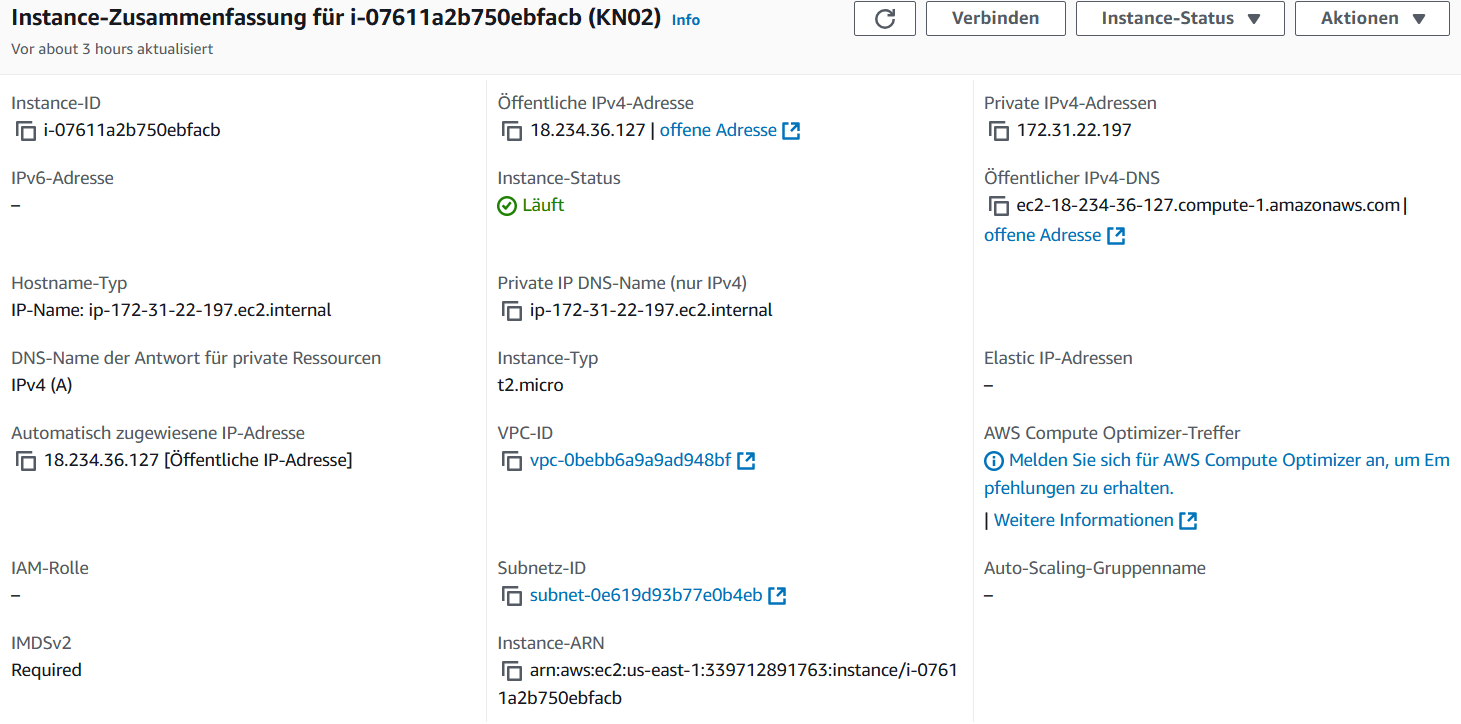 Instance-Zusammenfassung für i-07611a2b750ebfacb (KN02) Info
Verbinden
Instance-Status
Aktionen
Vor about 3 hours aktualisiert
Instance-ID
i-07611a2b750ebfacb
Öffentliche IPv4-Adresse
18.234.36.127 | offene Adresse
Private IPv4-Adressen
172.31.22.197
IPv6-Adresse
–
Instance-Status
Läuft
Öffentlicher IPv4-DNS
ec2-18-234-36-127.compute-1.amazonaws.com |
offene Adresse
Hostname-Typ
IP-Name: ip-172-31-22-197.ec2.internal
Private IP DNS-Name (nur IPv4)
ip-172-31-22-197.ec2.internal
DNS-Name der Antwort für private Ressourcen
IPv4 (A)
Instance-Typ
t2.micro
Elastic IP-Adressen
–
Automatisch zugewiesene IP-Adresse
18.234.36.127 [Öffentliche IP-Adresse]
VPC-ID
vpc-0bebb6a9a9ad948bf
AWS Compute Optimizer-Treffer
Melden Sie sich für AWS Compute Optimizer an, um Em
pfehlungen zu erhalten.
| Weitere Informationen
IAM-Rolle
–
Subnetz-ID
subnet-0e619d93b77e0b4eb
Auto-Scaling-Gruppenname
–
IMDSv2
Required
Instance-ARN
arn:aws:ec2:us-east-1:339712891763:instance/i-0761
1a2b750ebfacb